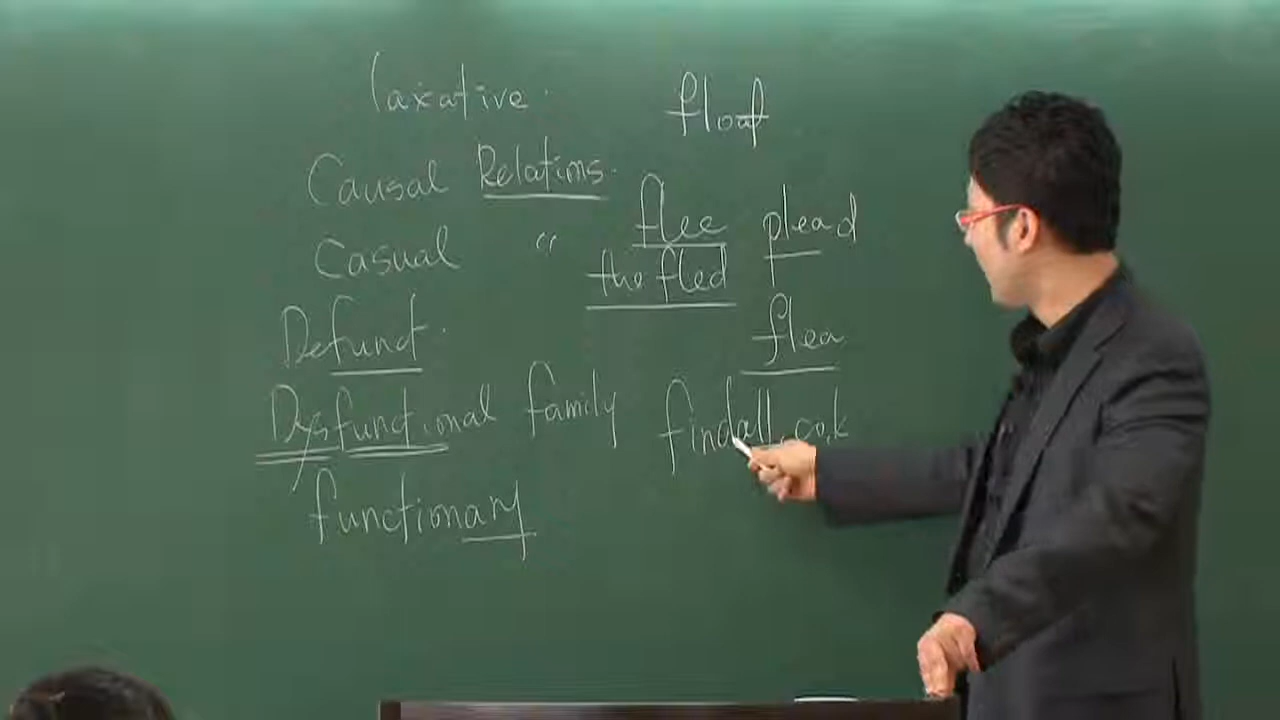 laxative.
float
Causal Relations.
Casual "
flee
plead
the fled
Defunct.
flea
Dysfunctional family
findall.co.k
functionary